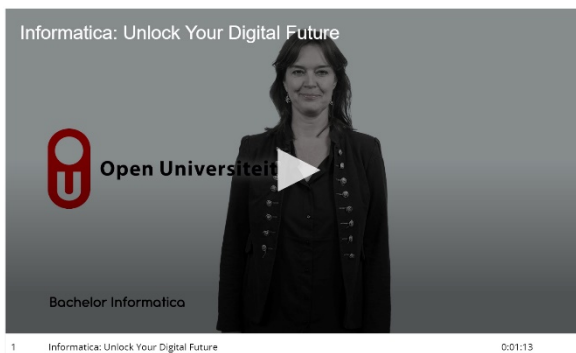 Informatica: Unlock Your Digital Future
Open Universiteit
Bachelor Informatica
1 Informatica: Unlock Your Digital Future 0:01:13